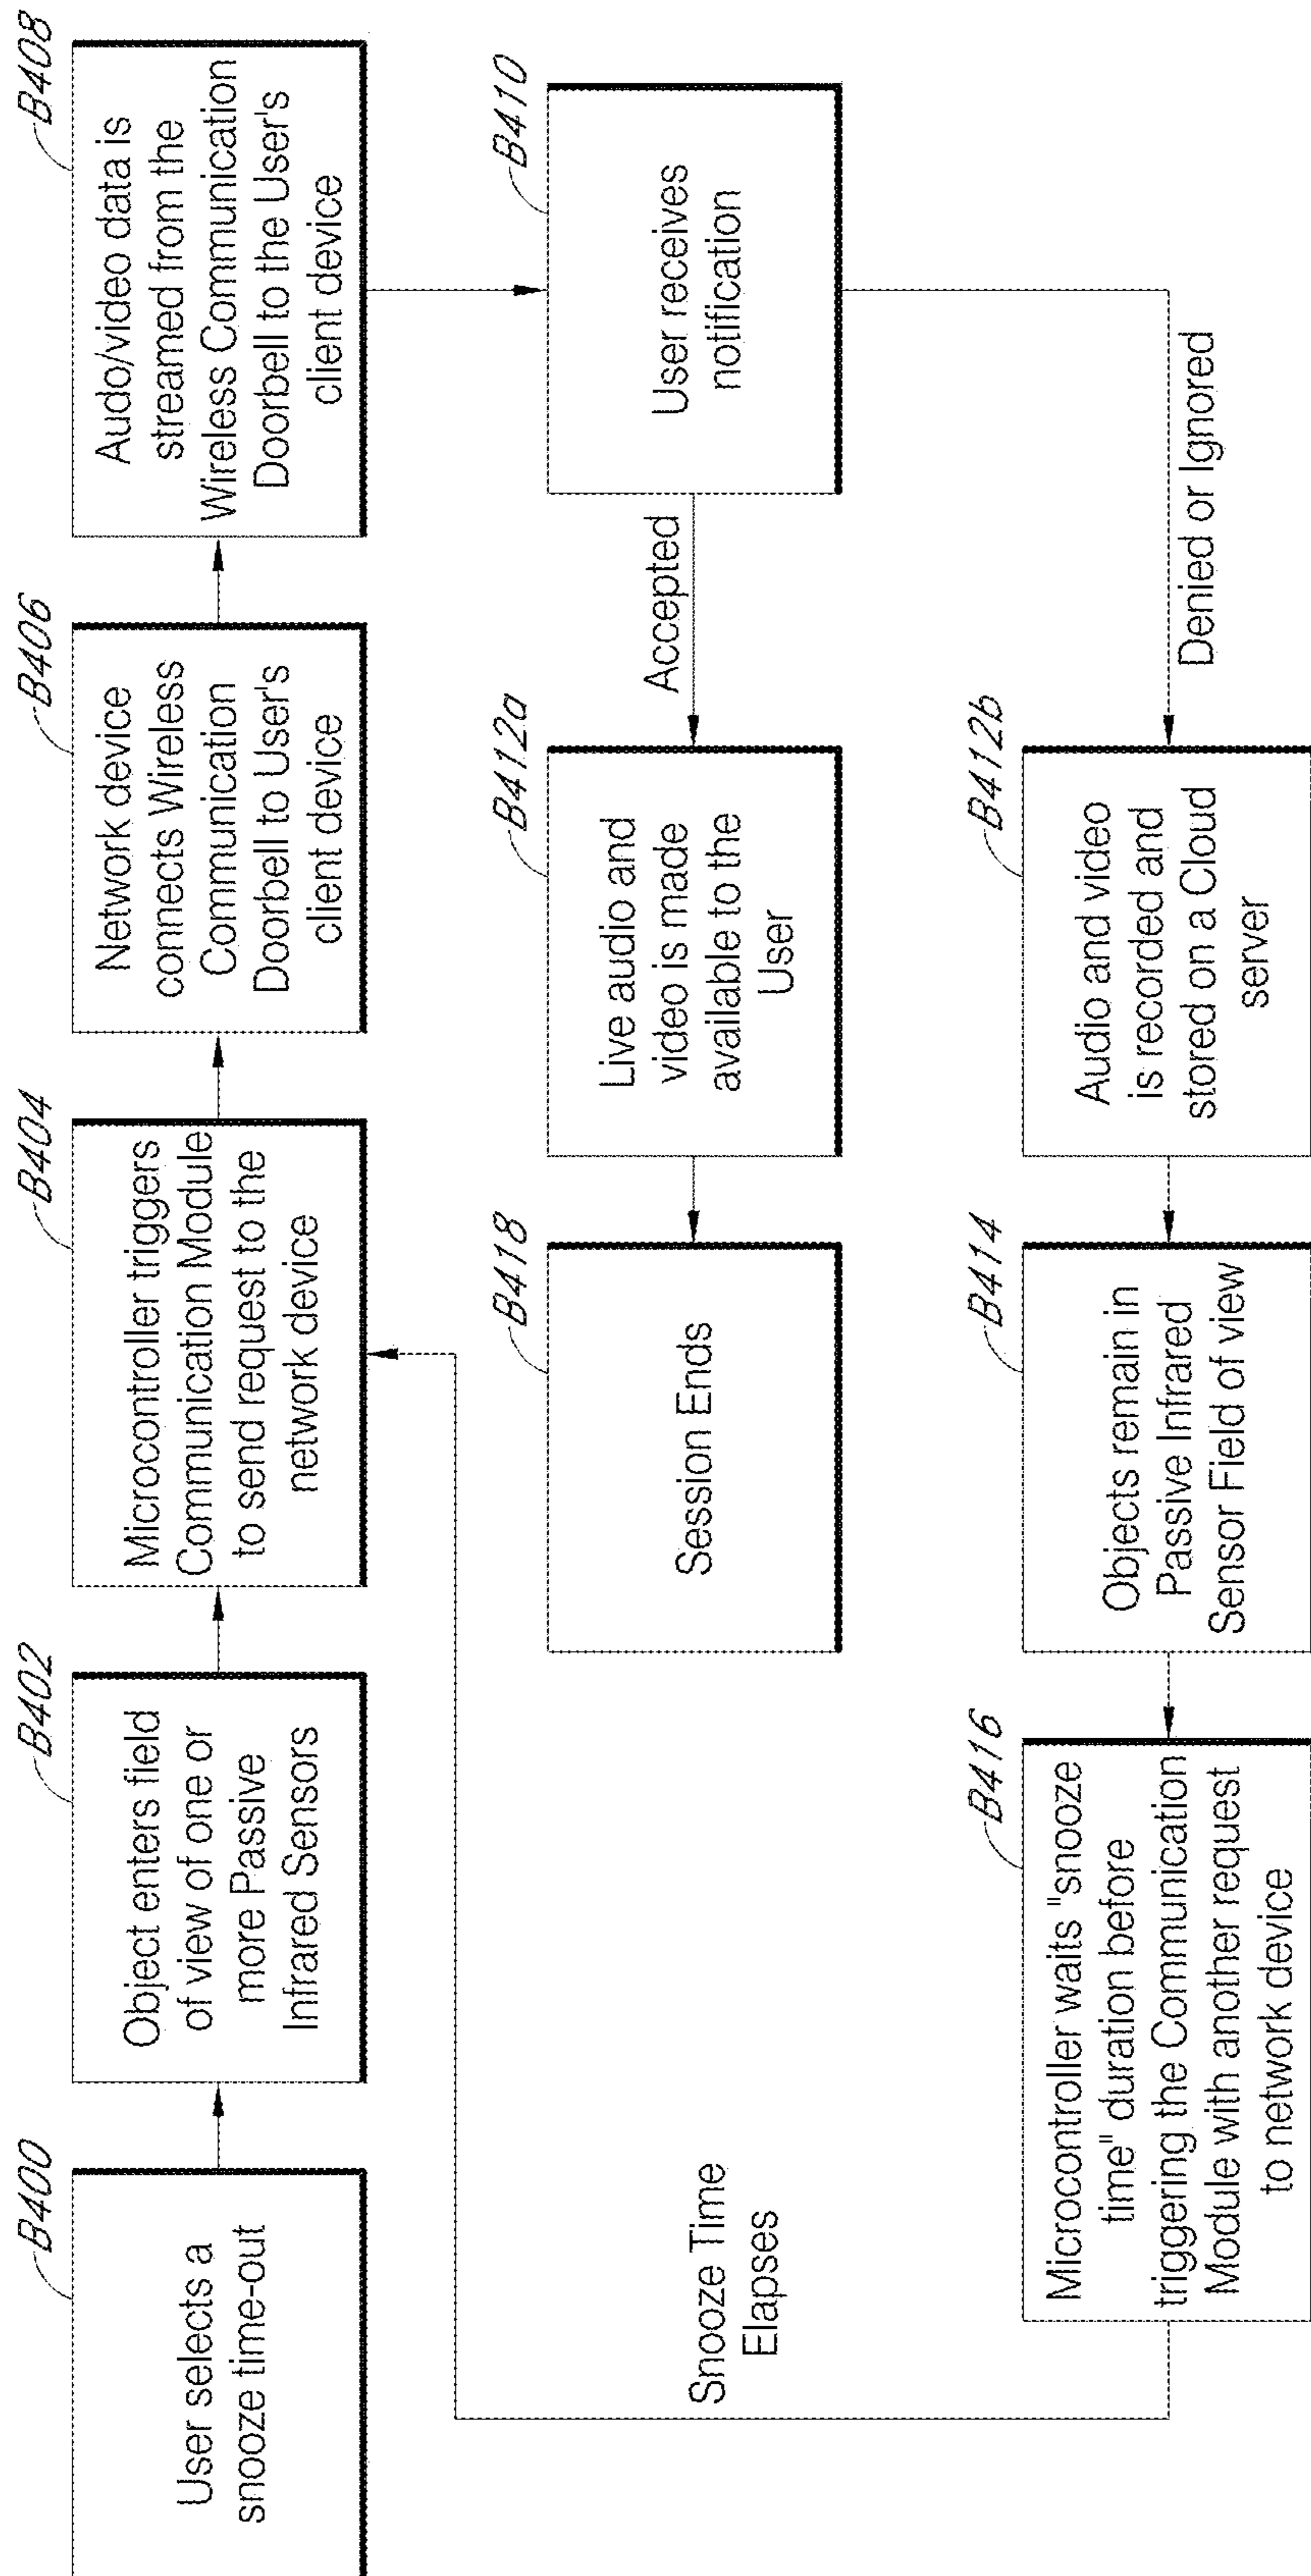 B400
User selects a
snooze time-out
B402
Object enters field
of view of one or
more Passive
Infrared Sensors
B404
Microcontroller triggers
Communication Module
to send request to the
network device
B406
Network device
connects Wireless
Communication
Doorbell to User's
client device
B408
Audo/video data is
streamed from the
Wireless Communication
Doorbell to the User's
client device
B410
User receives
notification
Accepted
B412a
Live audio and
video is made
available to the
User
B418
Session Ends
Denied or Ignored
B412b
Audio and video
is recorded and
stored on a Cloud
server
B414
Objects remain in
Passive Infrared
Sensor Field of view
B416
Microcontroller waits "snooze
time" duration before
triggering the Communication
Module with another request
to network device
Snooze Time
Elapses